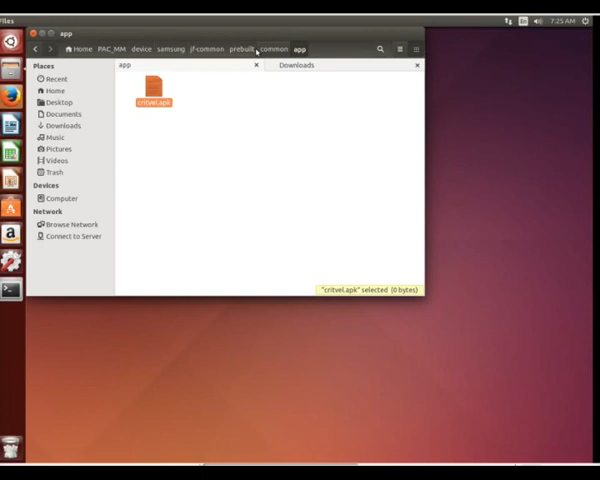 Files
En
7:25 AM
app
Home
PAC_MM
device
samsung
jf-common
prebuilt
common
app
app
Downloads
Places
Recent
Home
Desktop
Documents
Downloads
Music
Pictures
Videos
Trash
Devices
Computer
Network
Browse Network
Connect to Server
critvel.apk
"critvel.apk" selected (0 bytes)